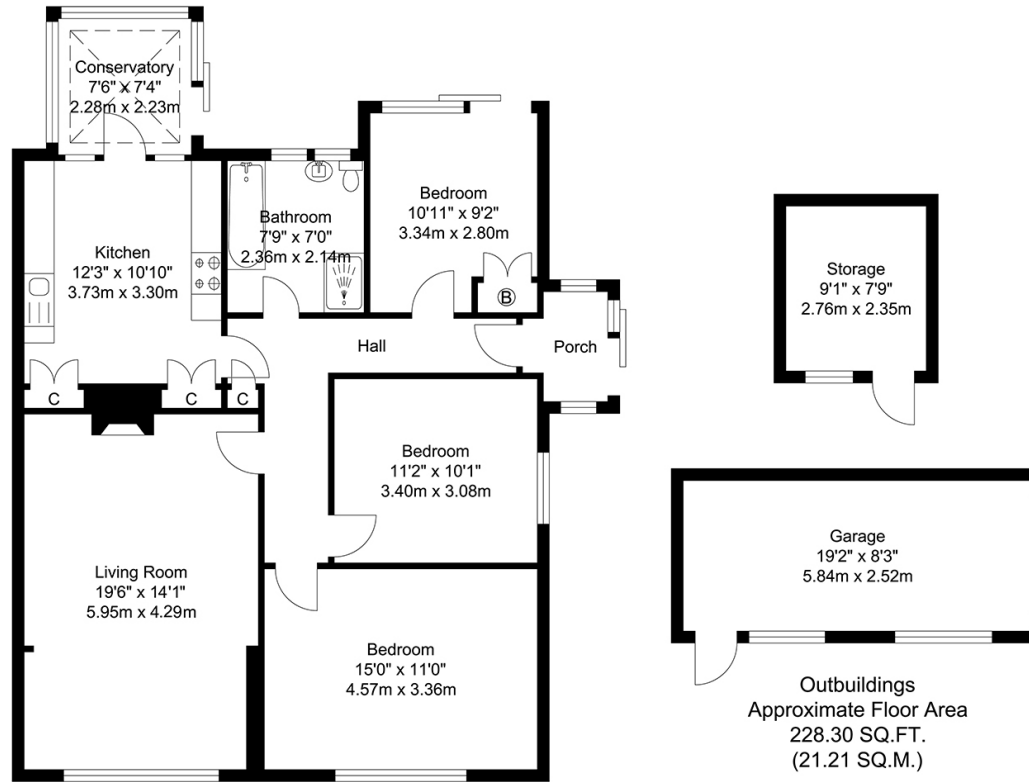 Conservatory
7'6" x 7'4"
2.28m x 2.23m
Kitchen
12'3" x 10'10"
3.73m x 3.30m
Bathroom
7'9" x 7'0"
2.36m x 2.14m
Bedroom
10'11" x 9'2"
3.34m x 2.80m
B
Hall
Porch
C
C
C
Bedroom
11'2" x 10'1"
3.40m x 3.08m
Living Room
19'6" x 14'1"
5.95m x 4.29m
Bedroom
15'0" x 11'0"
4.57m x 3.36m
Storage
9'1" x 7'9"
2.76m x 2.35m
Garage
19'2" x 8'3"
5.84m x 2.52m
Outbuildings
Approximate Floor Area
228.30 SQ.FT.
(21.21 SQ.M.)